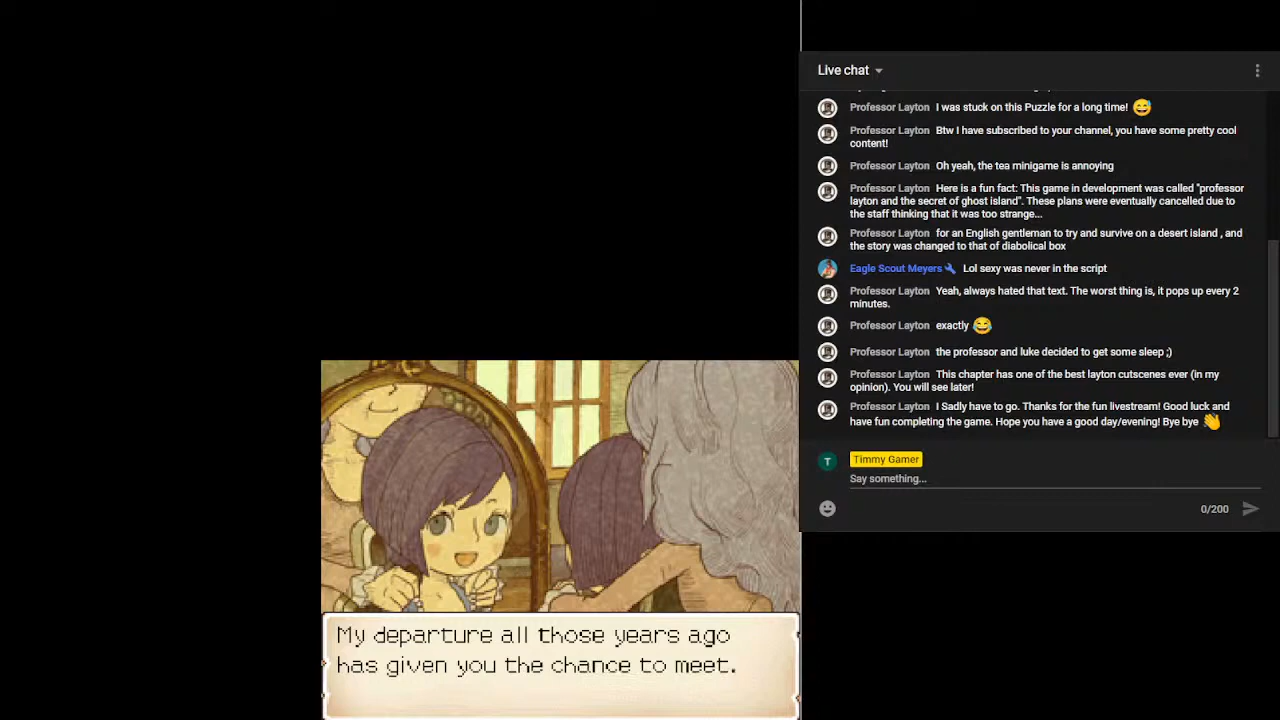 Live chat
Professor Layton I was stuck on this Puzzle for a long time! 😅
Professor Layton Btw I have subscribed to your channel, you have some pretty cool
content!
Professor Layton Oh yeah, the tea minigame is annoying
Professor Layton Here is a fun fact: This game in development was called "professor
layton and the secret of ghost island". These plans were eventually cancelled due to
the staff thinking that it was too strange...
Professor Layton for an English gentleman to try and survive on a desert island , and
the story was changed to that of diabolical box
Eagle Scout Meyers Lol sexy was never in the script
Professor Layton Yeah, always hated that text. The worst thing is, it pops up every 2
minutes.
Professor Layton exactly 😂
Professor Layton the professor and luke decided to get some sleep ;)
Professor Layton This chapter has one of the best layton cutscenes ever (in my
opinion). You will see later!
Professor Layton I Sadly have to go. Thanks for the fun livestream! Good luck and
have fun completing the game. Hope you have a good day/evening! Bye bye 👋
T
Timmy Gamer
Say something...
0/200
My departure all those years ago
has given you the chance to meet.